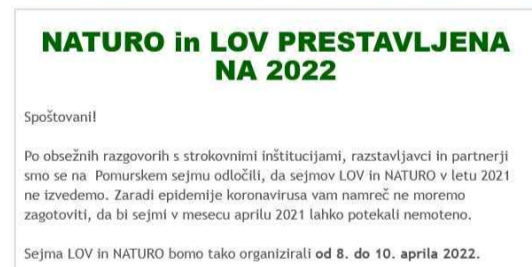 NATURO in LOV PRESTAVLJENA
NA 2022
Spoštovani!
Po obsežnih razgovorih s strokovnimi inštitucijami, razstavljavci in partnerji
smo se na Pomurskem sejmu odločili, da sejmov LOV in NATURO v letu 2021
ne izvedemo. Zaradi epidemije koronavirusa vam namreč ne moremo
zagotoviti, da bi sejmi v mesecu aprilu 2021 lahko potekali nemoteno.
Sejma LOV in NATURO bomo tako organizirali od 8. do 10. aprila 2022.